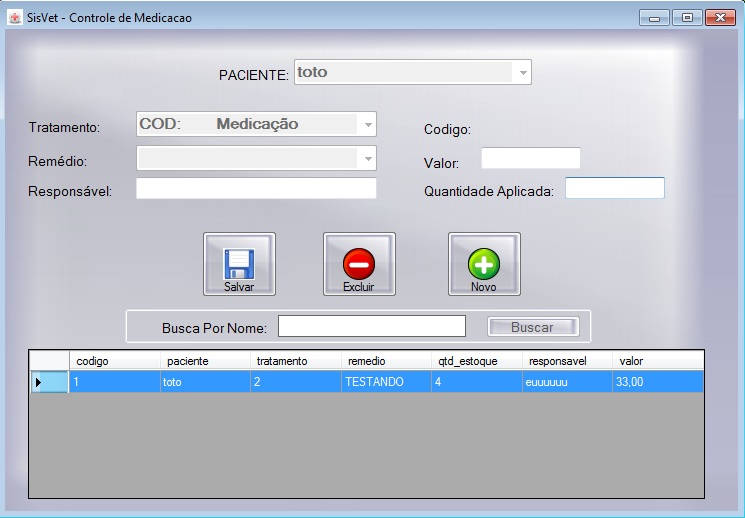 SisVet - Controle de Medicacao
PACIENTE: toto
Tratamento: COD: Medicação
Codigo:
Remédio:
Valor:
Responsável:
Quantidade Aplicada:
Salvar Excluir Novo
Busca Por Nome: Buscar
codigo paciente tratamento remedio qtd_estoque responsavel valor
1 toto 2 TESTANDO 4 euuuuuu 33,00